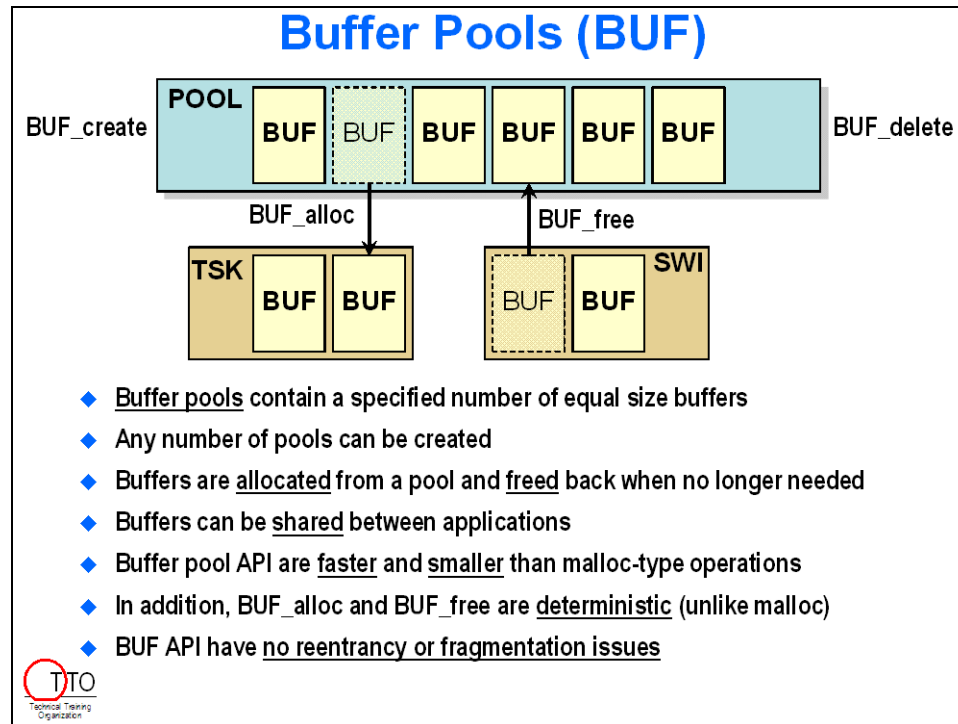 Buffer Pools (BUF)
POOL
BUF_create
BUF BUF BUF BUF BUF BUF
BUF_delete
BUF_alloc
BUF_free
TSK
BUF BUF
SWI
BUF BUF
Buffer pools contain a specified number of equal size buffers
Any number of pools can be created
Buffers are allocated from a pool and freed back when no longer needed
Buffers can be shared between applications
Buffer pool API are faster and smaller than malloc-type operations
In addition, BUF_alloc and BUF_free are deterministic (unlike malloc)
BUF API have no reentrancy or fragmentation issues
TTO
Technical Training
Organization